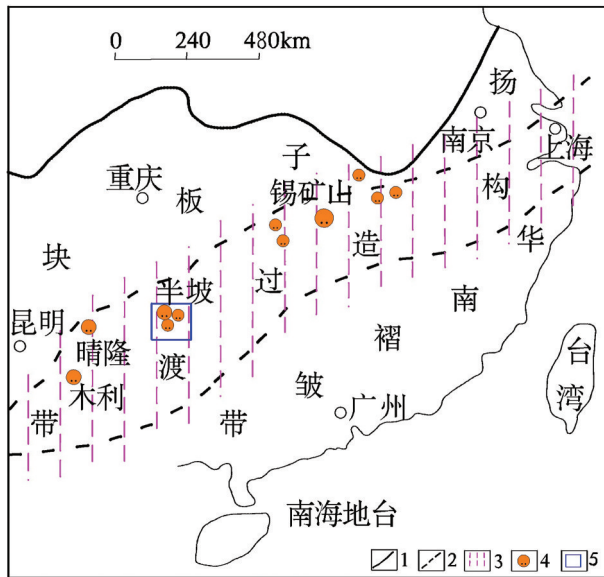 0 240 480km
扬
南京
上海
子
重庆
锡矿山
构
板
造
华
块
过
南
半坡
昆明
晴隆
褶
台
渡
湾
木利
皱
带
带
广州
南海地台
1 2 3 4 5